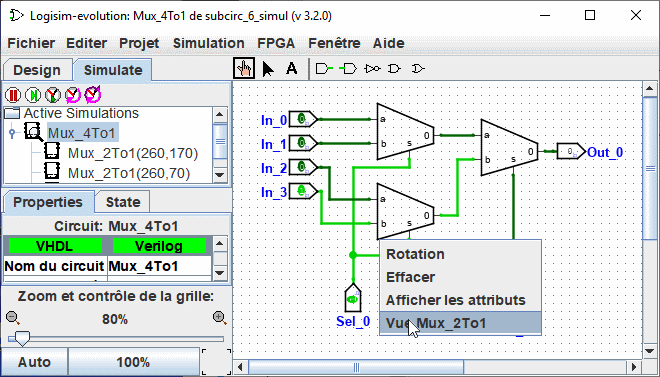 Logisim-evolution: Mux_4To1 de subcirc_6_simul (v 3.2.0)
Fichier Editer Projet Simulation FPGA Fenêtre Aide
Design Simulate
A
Active Simulations
Mux_4To1
Mux_2To1(260,170)
Mux_2To1(260,70)
Properties State
Circuit: Mux_4To1
VHDL Verilog
Nom du circuit Mux_4To1
Zoom et contrôle de la grille:
80%
Auto 100%
In_0
In_1
In_2
In_3
a
b
s
0
a
b
s
0
a
b
s
0
Out_0
Sel_0
Rotation
Effacer
Afficher les attributs
Vue Mux_2To1